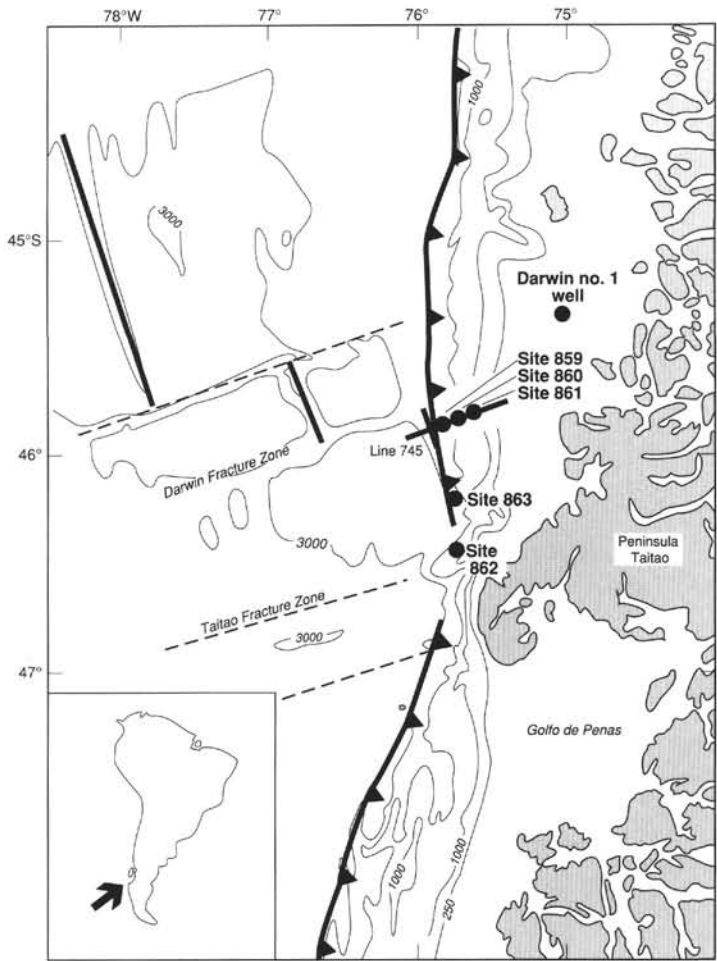 78°W
77°
76°
75°
1000
3000
45°S
Darwin no. 1
well
Site 859
Site 860
Site 861
46°
Line 745
Darwin Fracture Zone
Site 863
3000
Site
862
Peninsula
Taitao
Taitao Fracture Zone
3000
47°
Golfo de Penas
1000
1000
250